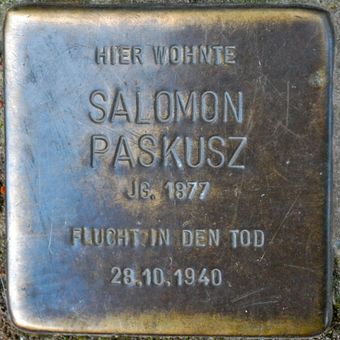 HIER WOHNTE
SALOMON
PASKUSZ
JG. 1877
FLUCHT IN DEN TOD
28.10.1940